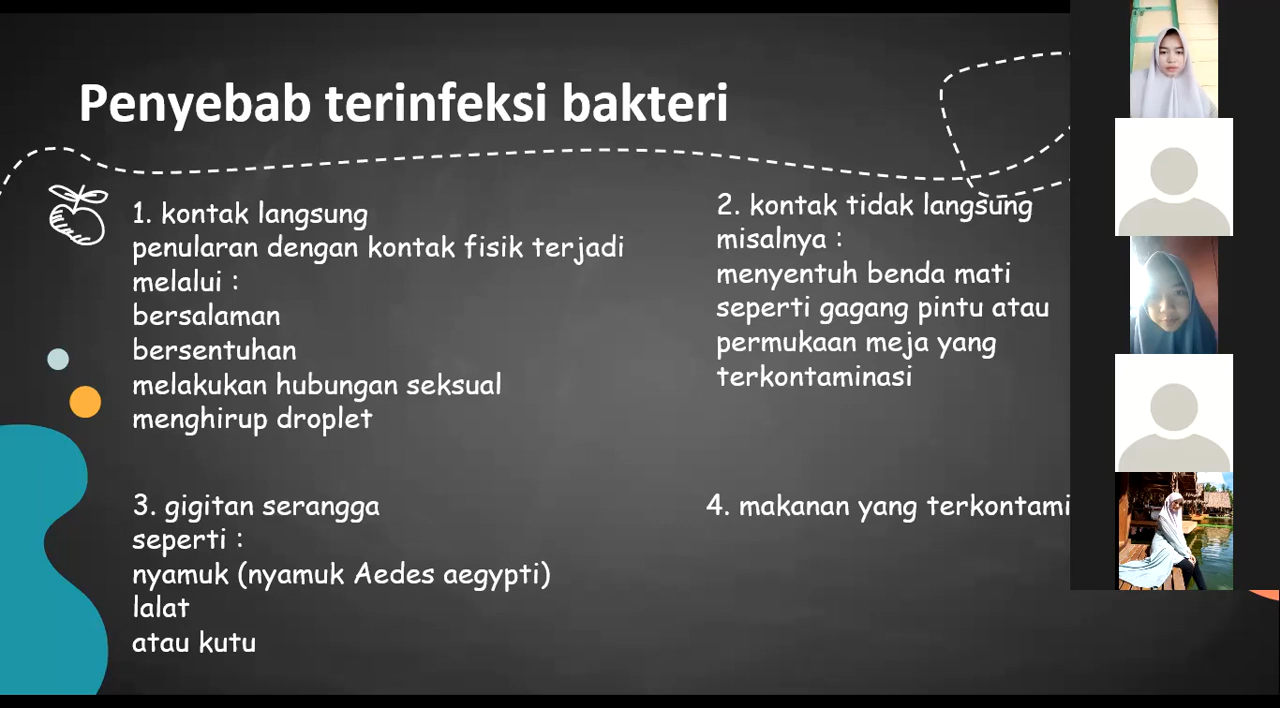 Penyebab terinfeksi bakteri
1. kontak langsung
penularan dengan kontak fisik terjadi
melalui :
bersalaman
bersentuhan
melakukan hubungan seksual
menghirup droplet
2. kontak tidak langsung
misalnya :
menyentuh benda mati
seperti gagang pintu atau
permukaan meja yang
terkontaminasi
3. gigitan serangga
seperti :
nyamuk (nyamuk Aedes aegypti)
lalat
atau kutu
4. makanan yang terkontami